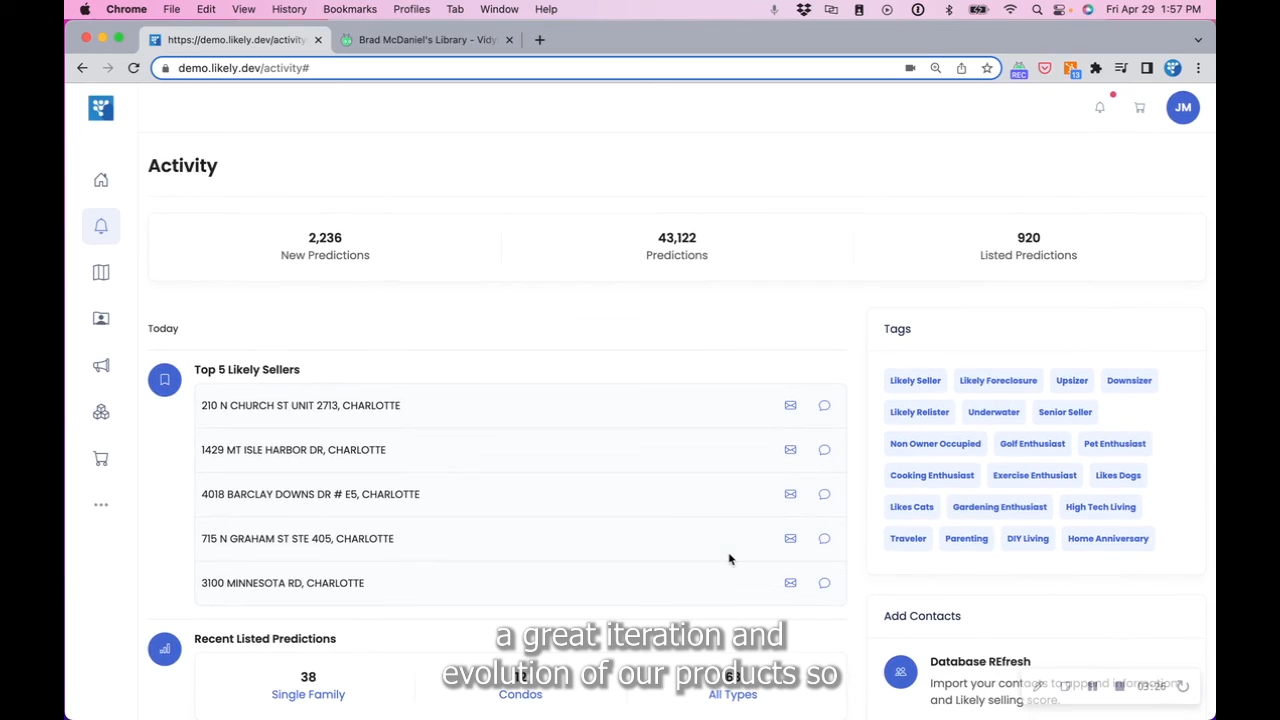 Chrome File Edit View History Bookmarks Profiles Tab Window Help Fri Apr 29 1:57 PM
https://demo.likely.dev/activity Brad McDaniel's Library - Vidy
demo.likely.dev/activity# REC 13
JM
Activity
2,236 43,122 920
New Predictions Predictions Listed Predictions
Today
Top 5 Likely Sellers
210 N CHURCH ST UNIT 2713, CHARLOTTE
1429 MT ISLE HARBOR DR, CHARLOTTE
4018 BARCLAY DOWNS DR # E5, CHARLOTTE
715 N GRAHAM ST STE 405, CHARLOTTE
3100 MINNESOTA RD, CHARLOTTE
Recent Listed Predictions
38
Single Family Condos All Types
Tags
Likely Seller Likely Foreclosure Upsizer Downsizer
Likely Relister Underwater Senior Seller
Non Owner Occupied Golf Enthusiast Pet Enthusiast
Cooking Enthusiast Exercise Enthusiast Likes Dogs
Likes Cats Gardening Enthusiast High Tech Living
Traveler Parenting DIY Living Home Anniversary
Add Contacts
Database REfresh
Import your contacts to append information
and Likely selling score.
03:26
a great iteration and
evolution of our products so